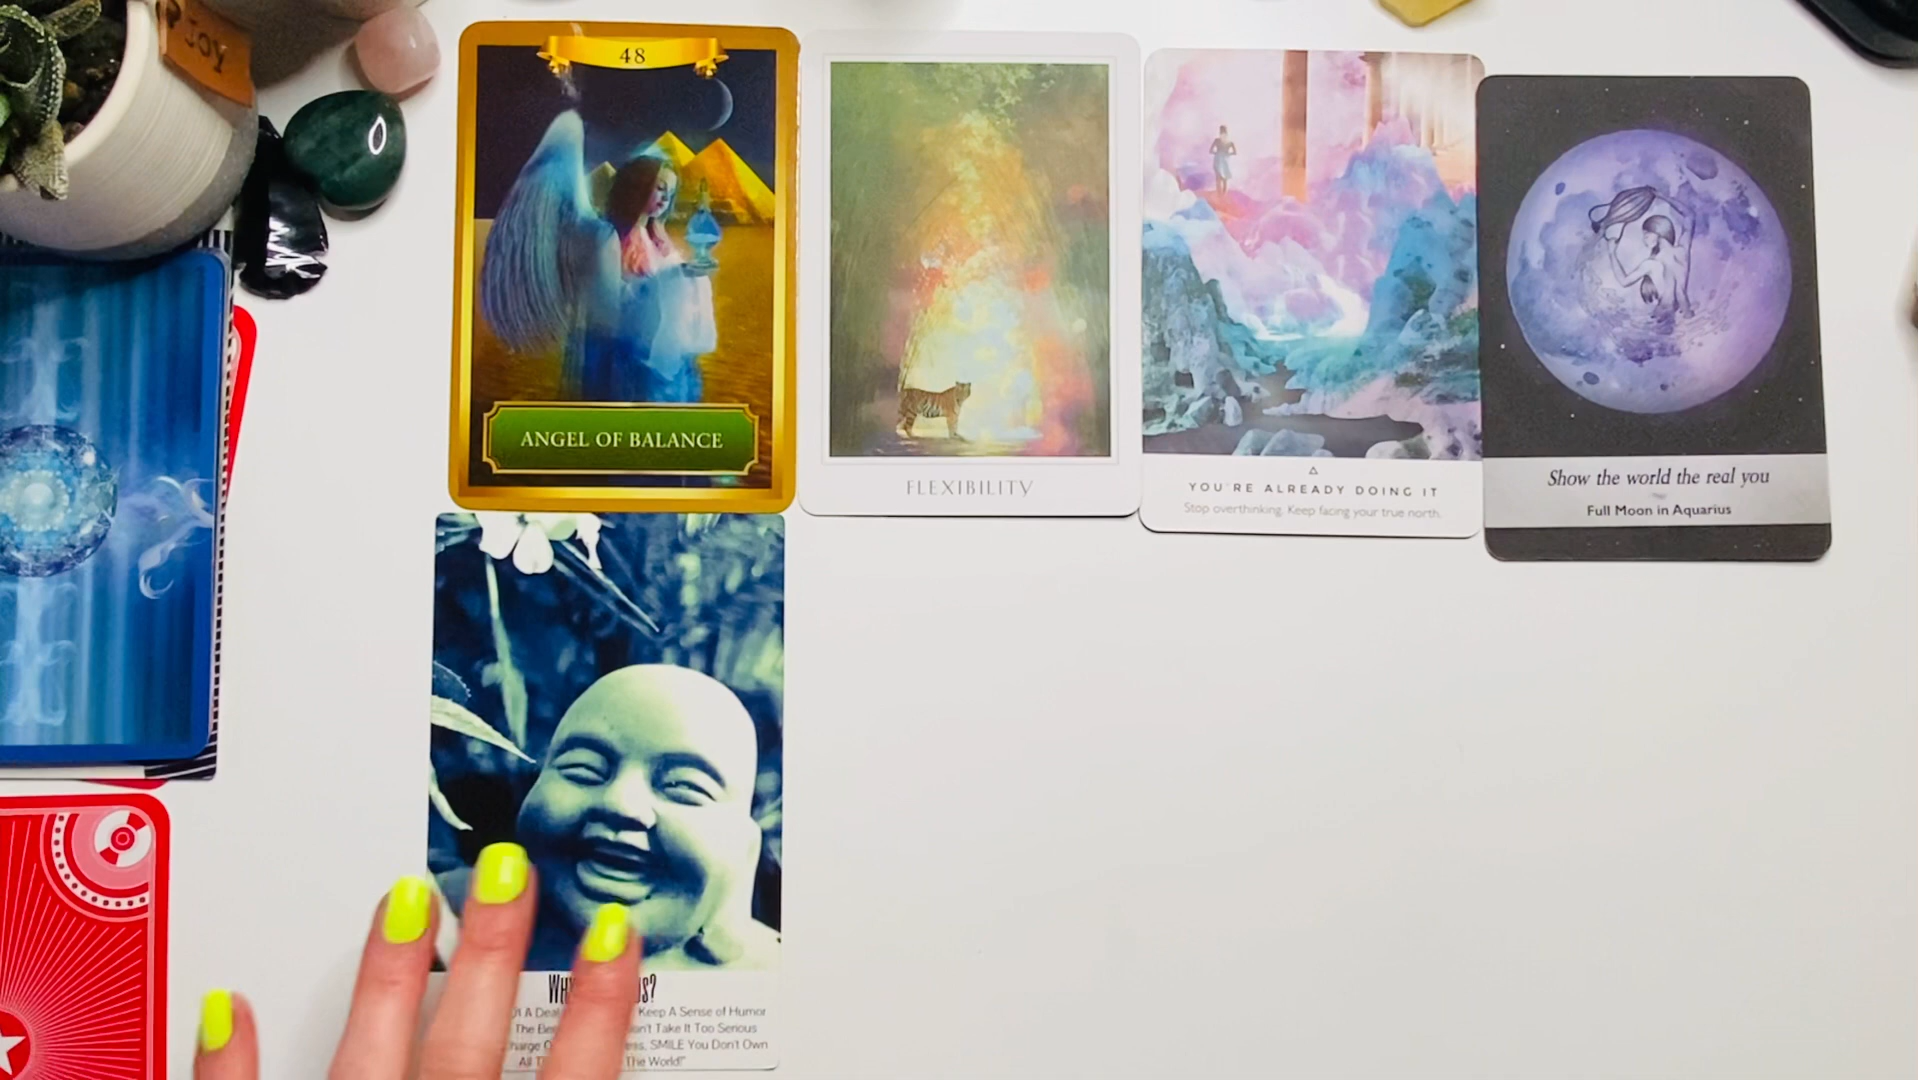 Joy
48
ANGEL OF BALANCE
FLEXIBILITY
YOU'RE ALREADY DOING IT
Stop overthinking. Keep facing your true north.
Show the world the real you
Full Moon in Aquarius
A Deal Keep A Sense of Humor
The Take It Too Serious
SMILE You Don't Own
All The World!"